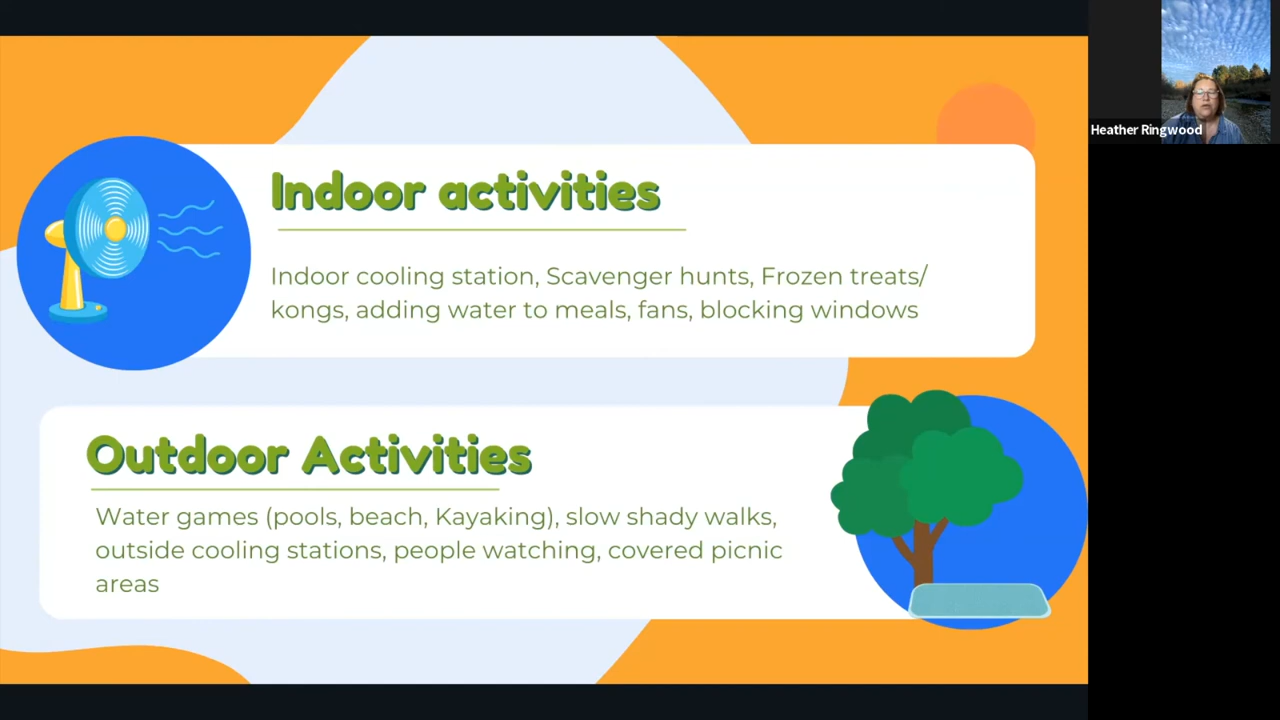 Indoor activities
Indoor cooling station, Scavenger hunts, Frozen treats/
kongs, adding water to meals, fans, blocking windows
Outdoor Activities
Water games (pools, beach, Kayaking), slow shady walks,
outside cooling stations, people watching, covered picnic
areas
Heather Ringwood